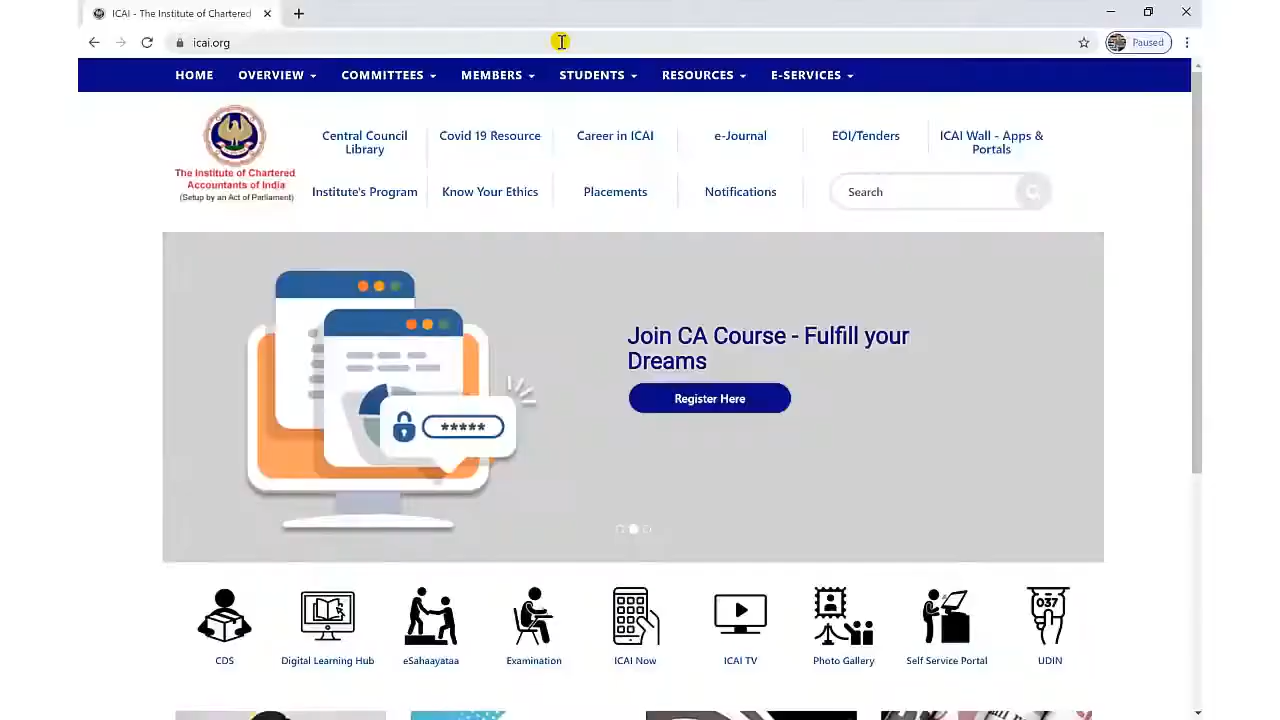 ICAI - The Institute of Chartered
icai.org
Paused
HOME OVERVIEW COMMITTEES MEMBERS STUDENTS RESOURCES E-SERVICES
The Institute of Chartered
Accountants of India
(Setup by an Act of Parliament)
Central Council
Library
Covid 19 Resource
Career in ICAI
e-Journal
EOI/Tenders
ICAI Wall - Apps &
Portals
Institute's Program
Know Your Ethics
Placements
Notifications
Search
Join CA Course - Fulfill your
Dreams
Register Here
*****
037
CDS
Digital Learning Hub
eSahaayataa
Examination
ICAI Now
ICAI TV
Photo Gallery
Self Service Portal
UDIN